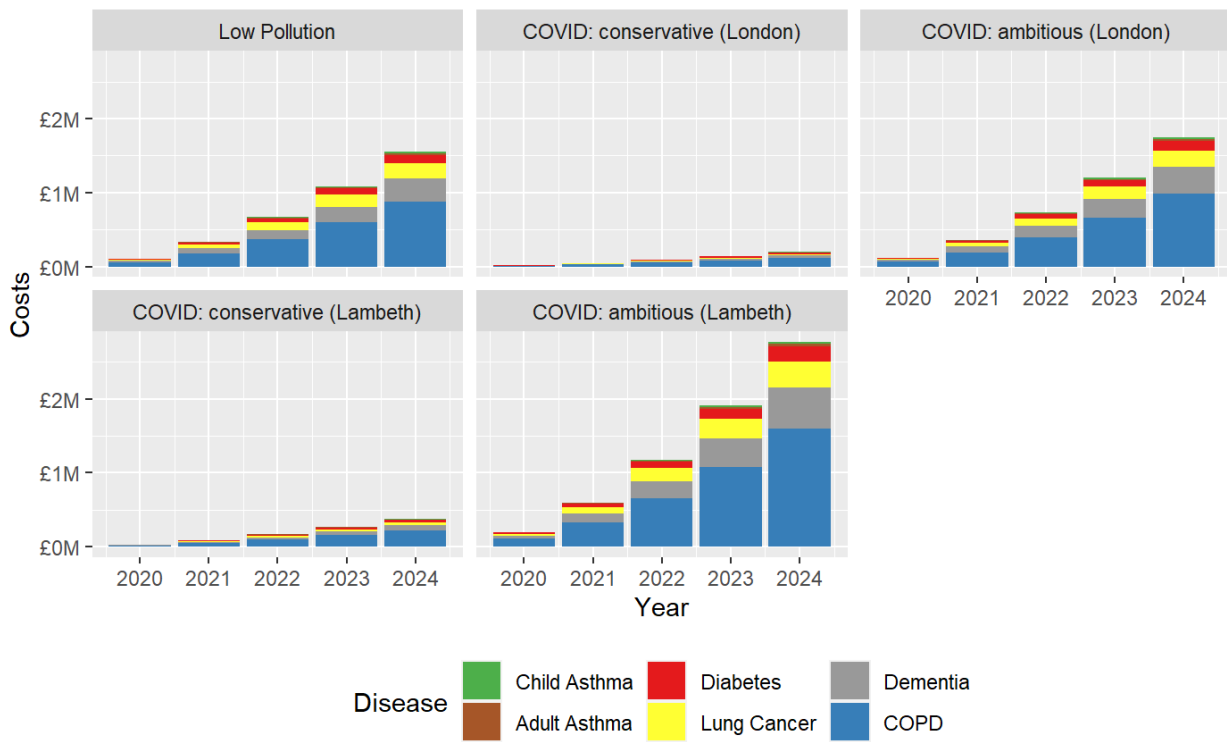 Low Pollution
COVID: conservative (London)
COVID: ambitious (London)
£2M
£1M
£0M
2020 2021 2022 2023 2024
COVID: conservative (Lambeth)
COVID: ambitious (Lambeth)
£2M
£1M
£0M
2020 2021 2022 2023 2024
2020 2021 2022 2023 2024
Costs
Year
Disease
Child Asthma
Diabetes
Dementia
Adult Asthma
Lung Cancer
COPD